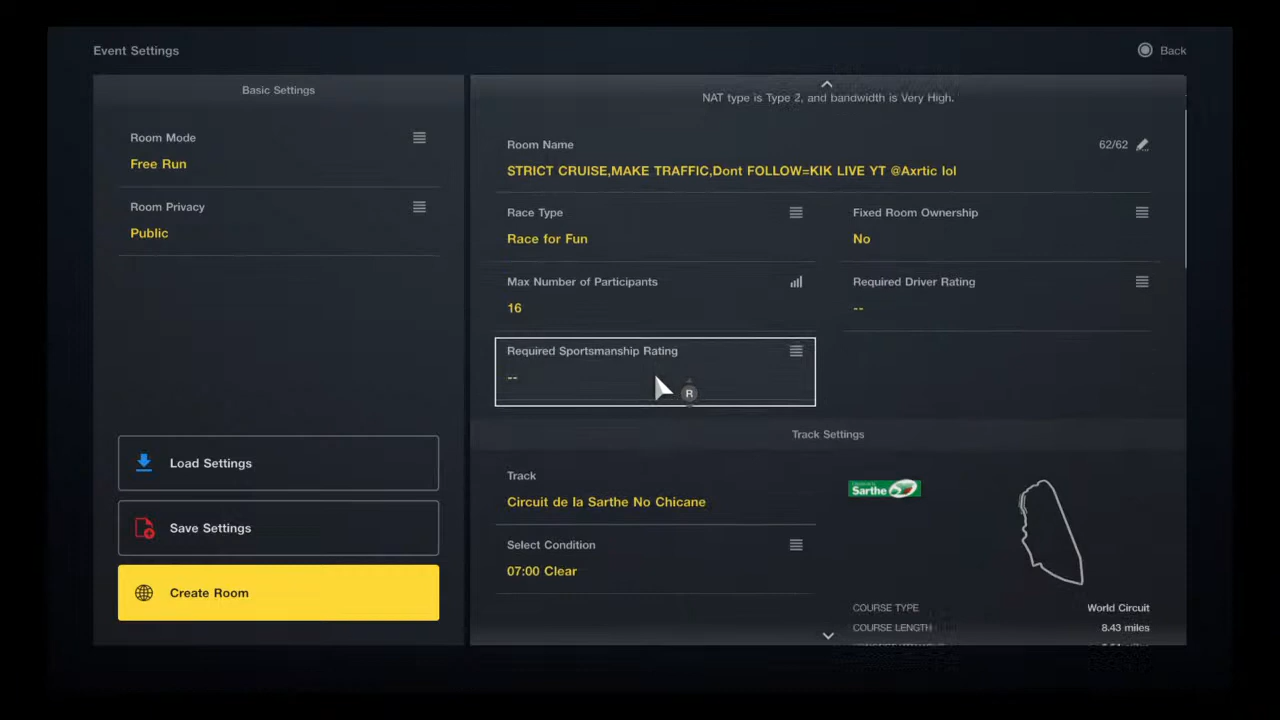 Event Settings
Back
Basic Settings
Room Mode
Free Run
Room Privacy
Public
Load Settings
Save Settings
Create Room
NAT type is Type 2, and bandwidth is Very High.
Room Name
62/62
STRICT CRUISE,MAKE TRAFFIC,Dont FOLLOW=KIK LIVE YT @Axrtic lol
Race Type
Race for Fun
Fixed Room Ownership
No
Max Number of Participants
16
Required Driver Rating
--
Required Sportsmanship Rating
--
R
Track Settings
Track
Circuit de la Sarthe No Chicane
Select Condition
07:00 Clear
Sarthe
COURSE TYPE World Circuit
COURSE LENGTH 8.43 miles